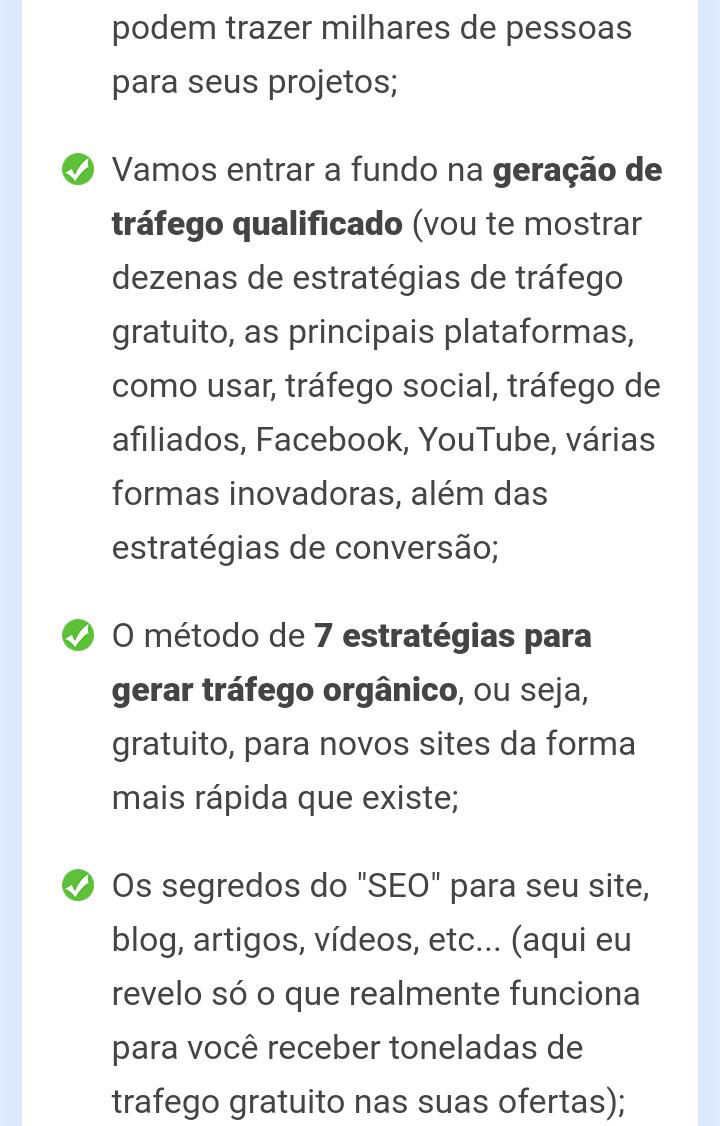 podem trazer milhares de pessoas
para seus projetos;
Vamos entrar a fundo na geração de
tráfego qualificado (vou te mostrar
dezenas de estratégias de tráfego
gratuito, as principais plataformas,
como usar, tráfego social, tráfego de
afiliados, Facebook, YouTube, várias
formas inovadoras, além das
estratégias de conversão;
O método de 7 estratégias para
gerar tráfego orgânico, ou seja,
gratuito, para novos sites da forma
mais rápida que existe;
Os segredos do "SEO" para seu site,
blog, artigos, vídeos, etc... (aqui eu
revelo só o que realmente funciona
para você receber toneladas de
trafego gratuito nas suas ofertas);